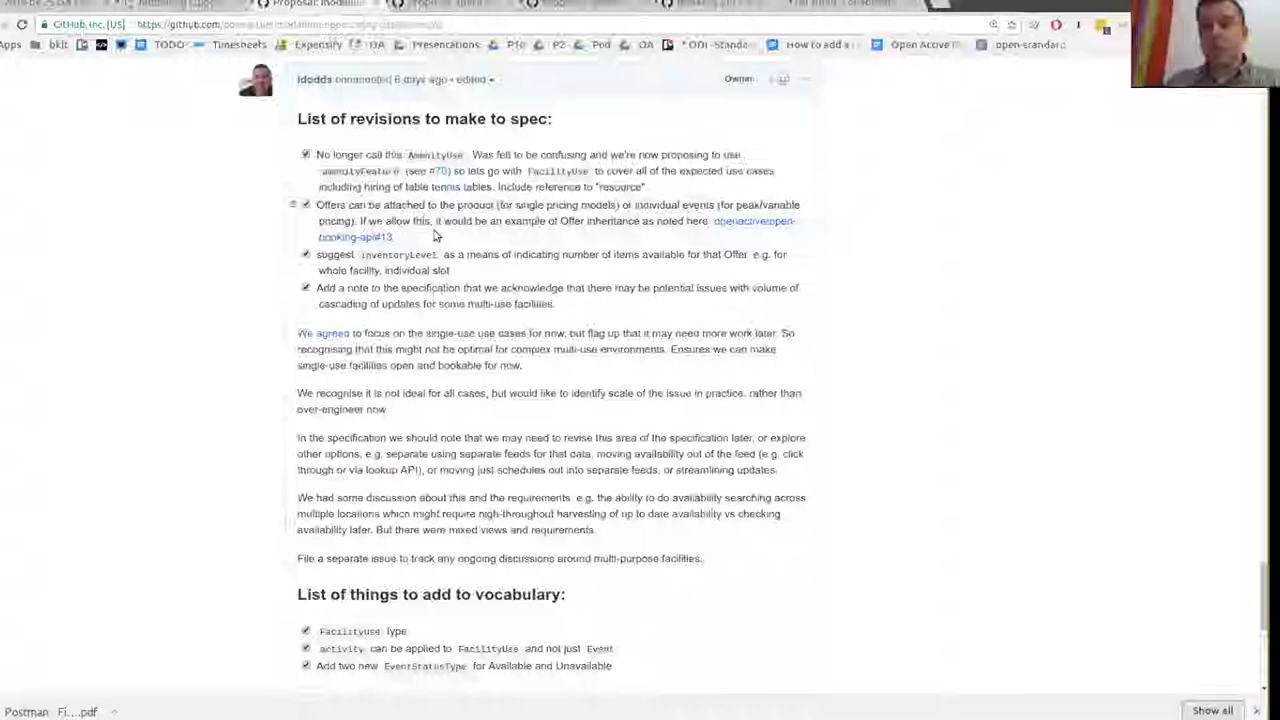 GitHub, Inc. [US] https://github.com
Apps bkit TODO Timesheets Expensify OA Presentations P10 P2 Pod OA * ODI - Standa How to add a Open Active open-standard
ldodds commented 6 days ago • edited Owner
List of revisions to make to spec:
No longer call this AmenityUse. Was felt to be confusing and we're now proposing to use
amenityFeature (see #70) so lets go with FacilityUse to cover all of the expected use cases
including hiring of table tennis tables. Include reference to "resource"
Offers can be attached to the product (for single pricing models) or individual events (for peak/variable
pricing). If we allow this, it would be an example of Offer inheritance as noted here: openactive/open-
booking-api#13.
suggest inventoryLevel as a means of indicating number of items available for that Offer e.g. for
whole facility, individual slot
Add a note to the specification that we acknowledge that there may be potential issues with volume of
cascading of updates for some multi-use facilities.
We agreed to focus on the single-use use cases for now, but flag up that it may need more work later. So
recognising that this might not be optimal for complex multi-use environments. Ensures we can make
single-use facilities open and bookable for now.
We recognise it is not ideal for all cases, but would like to identify scale of the issue in practice, rather than
over-engineer now.
In the specification we should note that we may need to revise this area of the specification later, or explore
other options, e.g. separate using separate feeds for that data, moving availability out of the feed (e.g. click
through or via lookup API), or moving just schedules out into separate feeds, or streamlining updates.
We had some discussion about this and the requirements e.g. the ability to do availability searching across
multiple locations which might require high-throughout harvesting of up to date availability vs checking
availability later. But there were mixed views and requirements.
File a separate issue to track any ongoing discussions around multi-purpose facilities.
List of things to add to vocabulary:
FacilityUse type
activity can be applied to FacilityUse and not just Event
Add two new EventStatusType for Available and Unavailable
Postman Fi....pdf Show all